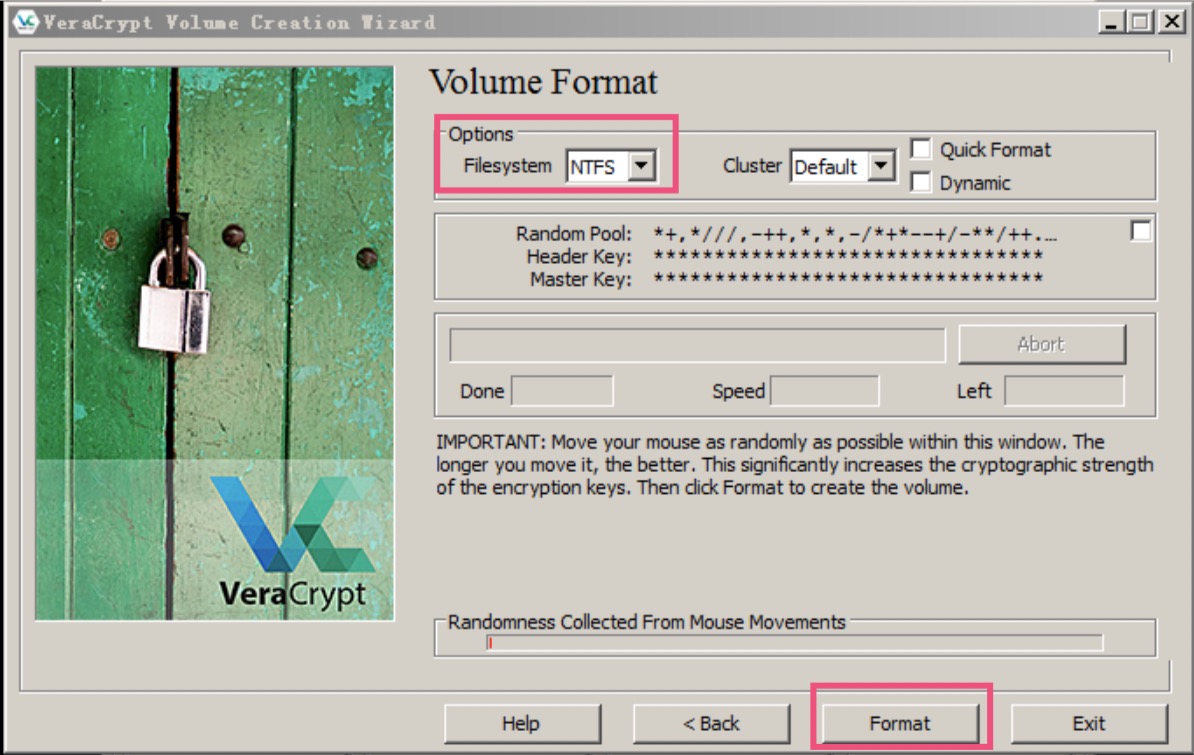 VeraCrypt Volume Creation Wizard
Volume Format
Options
Filesystem NTFS Cluster Default Quick Format
Dynamic
Random Pool: *+,*///,-++,*,*,-/*+*--+/-**/++....
Header Key: ********************************
Master Key: ********************************
Abort
Done Speed Left
IMPORTANT: Move your mouse as randomly as possible within this window. The
longer you move it, the better. This significantly increases the cryptographic strength
of the encryption keys. Then click Format to create the volume.
VeraCrypt
Randomness Collected From Mouse Movements
Help < Back Format Exit